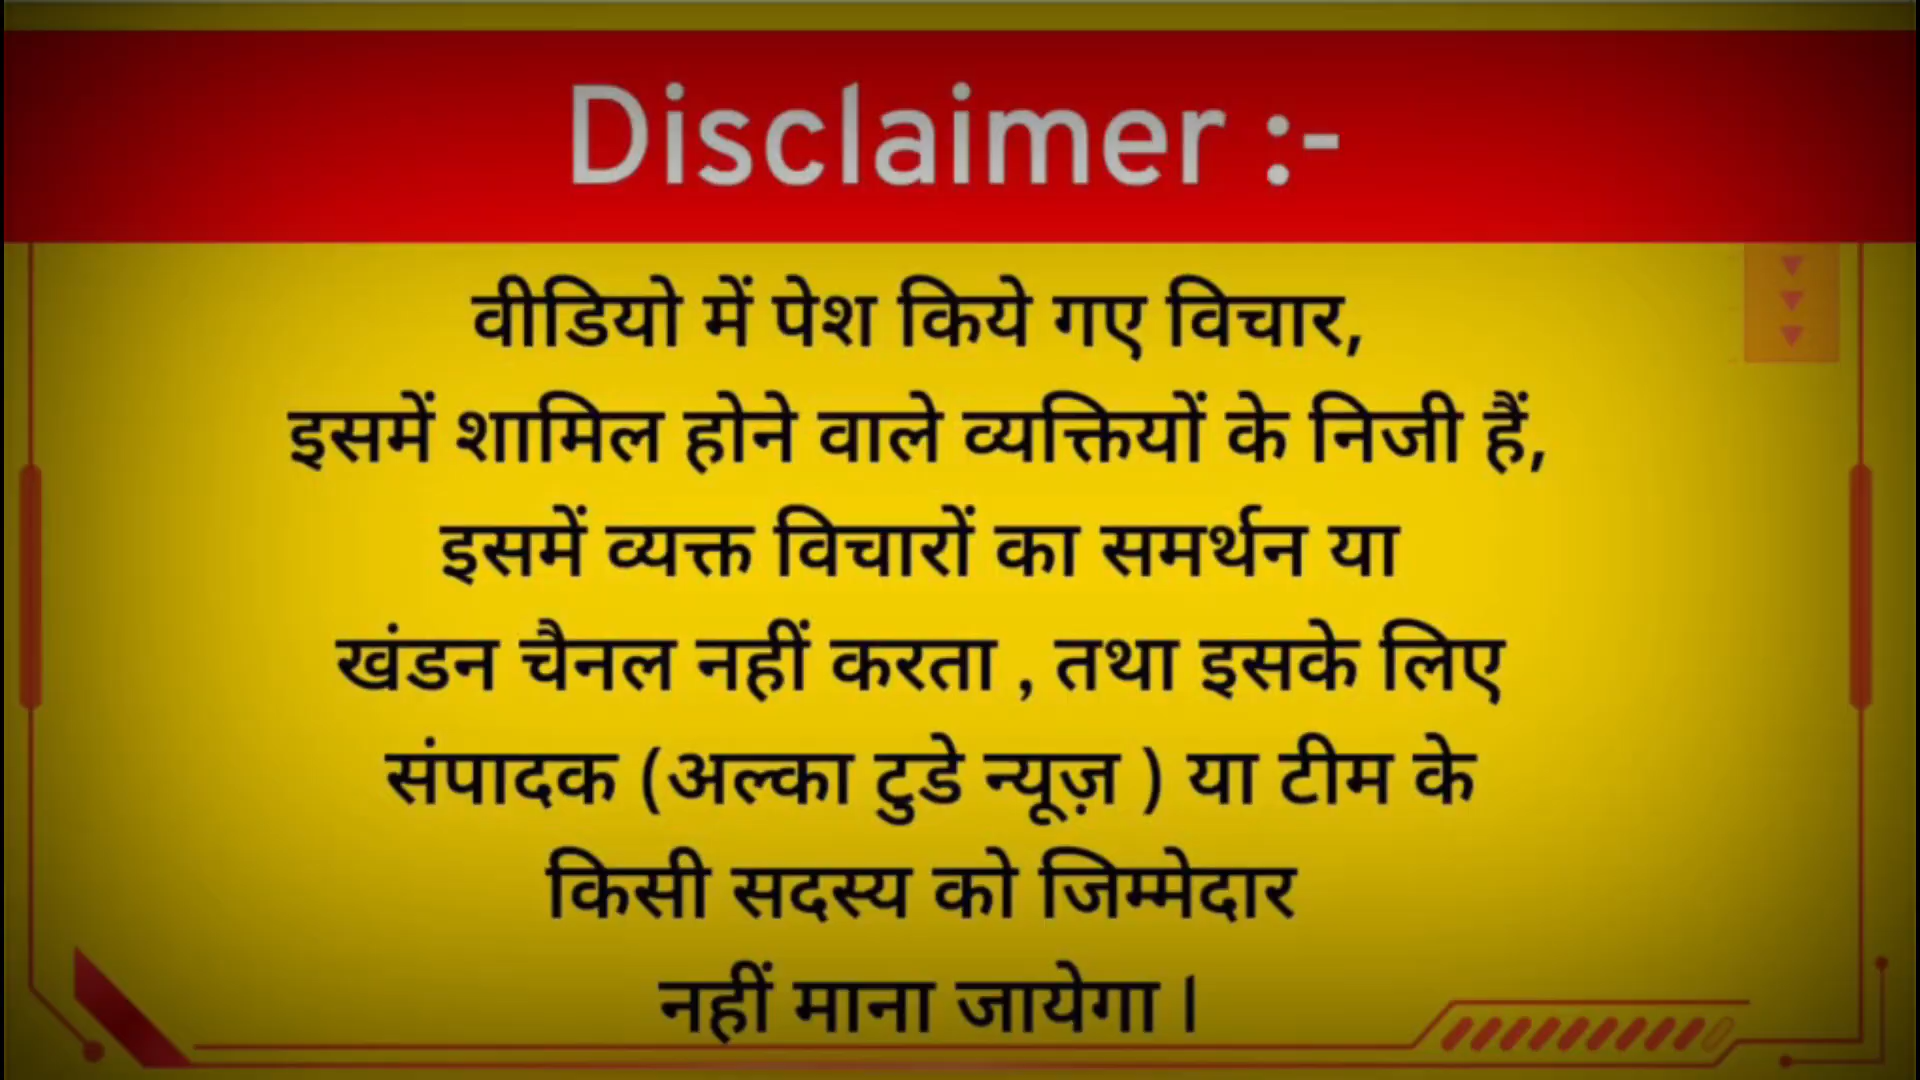 Disclaimer :-
वीडियो में पेश किये गए विचार,
इसमें शामिल होने वाले व्यक्तियों के निजी हैं,
इसमें व्यक्त विचारों का समर्थन या
खंडन चैनल नहीं करता , तथा इसके लिए
संपादक (अल्का टुडे न्यूज़ ) या टीम के
किसी सदस्य को जिम्मेदार
नहीं माना जायेगा ।